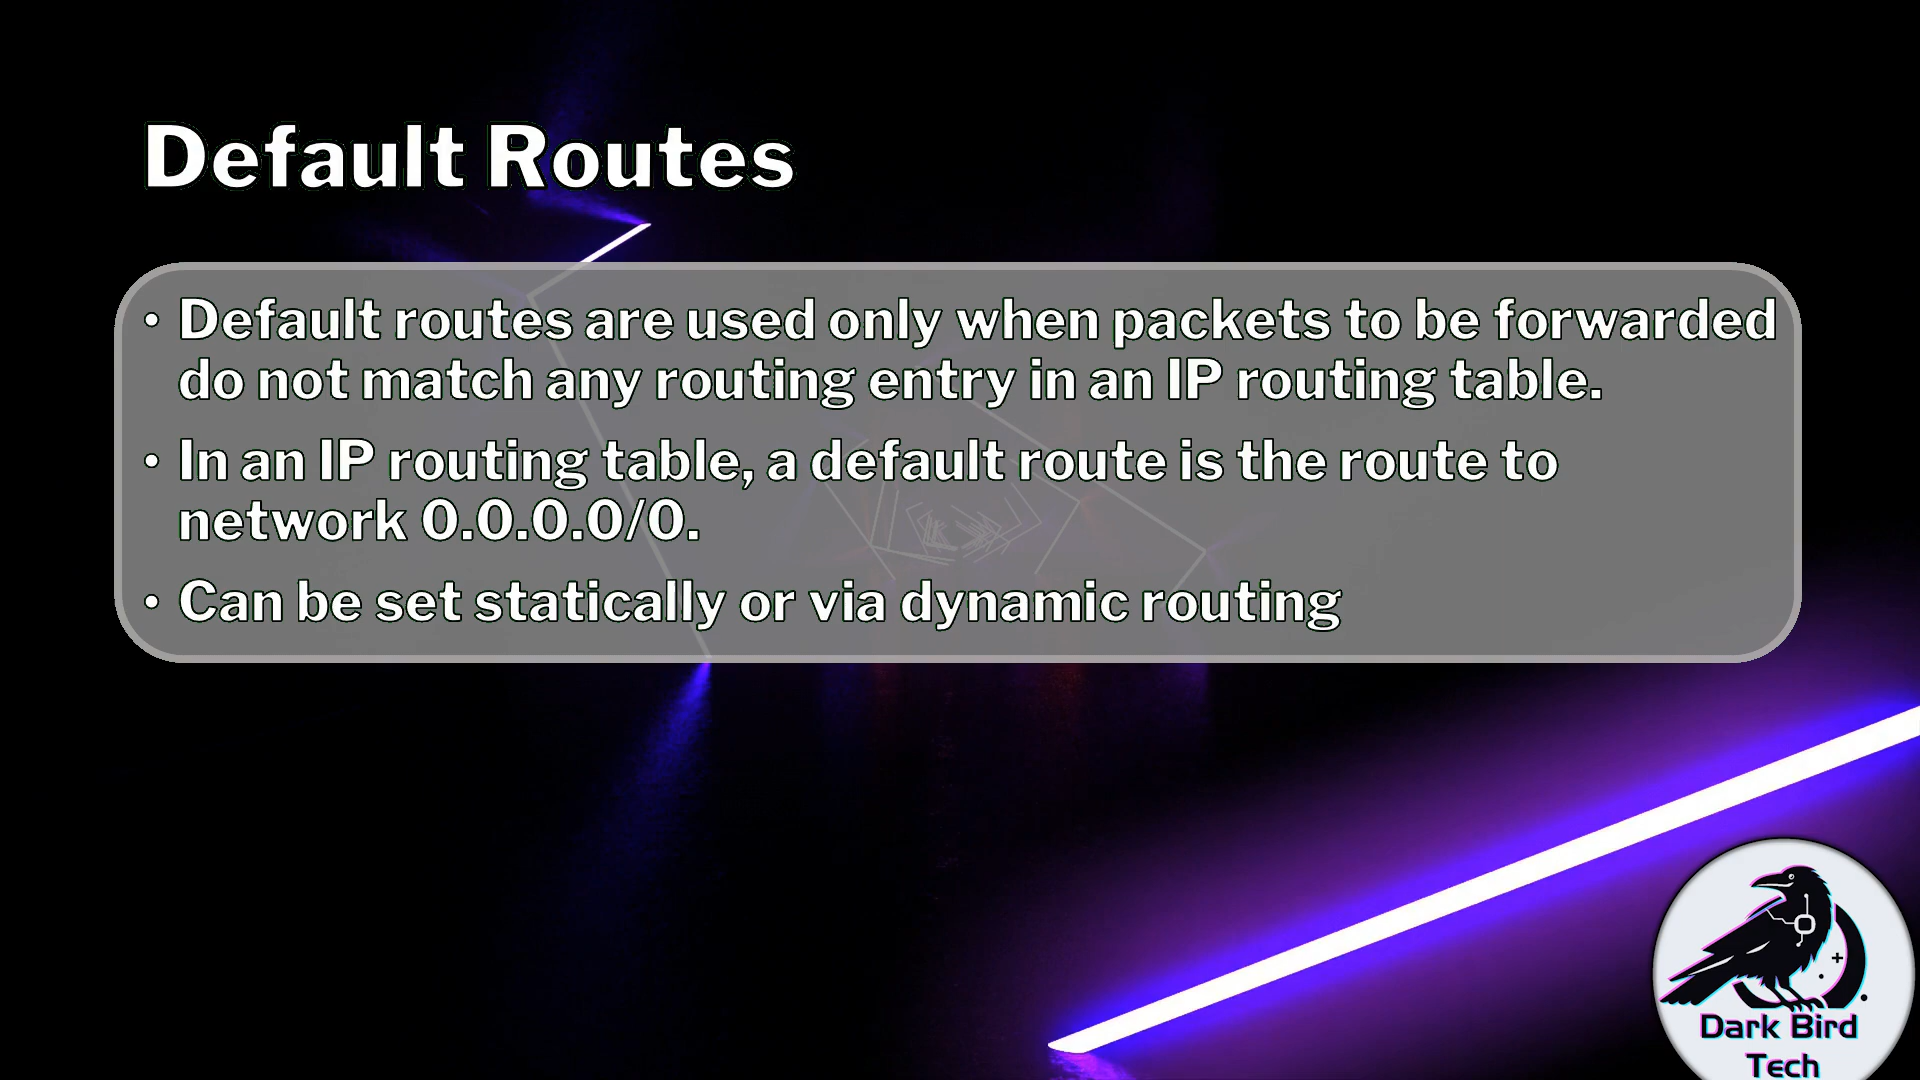 Default Routes
• Default routes are used only when packets to be forwarded
do not match any routing entry in an IP routing table.
• In an IP routing table, a default route is the route to
network 0.0.0.0/0.
• Can be set statically or via dynamic routing
Dark Bird
Tech